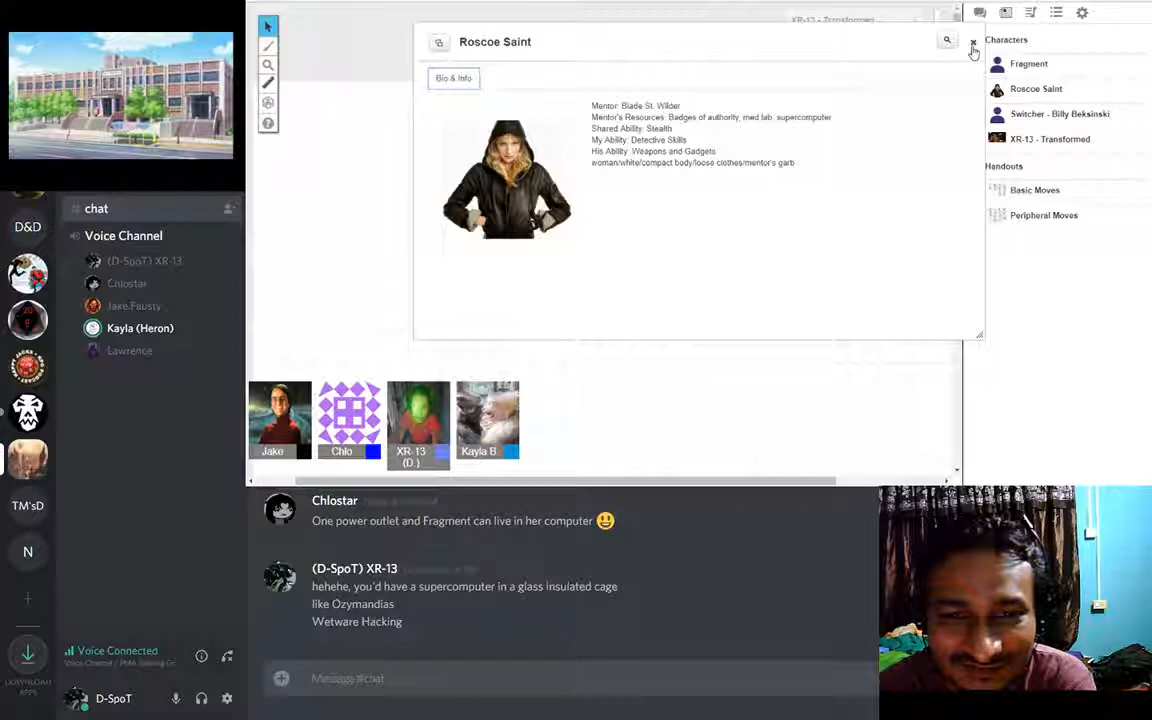 XR-13 - Transformed
Roscoe Saint
Bio & Info
Mentor: Blade St. Wilder
Mentor's Resources: Badges of authority, med lab. supercomputer
Shared Ability: Stealth
My Ability: Detective Skills
His Ability: Weapons and Gadgets
woman/white/compact body/loose clothes/mentor's garb
Characters
Fragment
Roscoe Saint
Switcher - Billy Beksinski
XR-13 - Transformed
Handouts
Basic Moves
Peripheral Moves
# chat
Voice Channel
(D-SpoT) XR-13
Chlostar
Jake Fausty
Kayla (Heron)
Lawrence
D&D
TM'sD
N
DOWNLOAD
APPS
Voice Connected
D-SpoT
Jake
Chlo
XR-13
(D.)
Kayla B
Chlostar
One power outlet and Fragment can live in her computer
(D-SpoT) XR-13
hehehe, you'd have a supercomputer in a glass insulated cage
like Ozymandias
Wetware Hacking
Message #chat